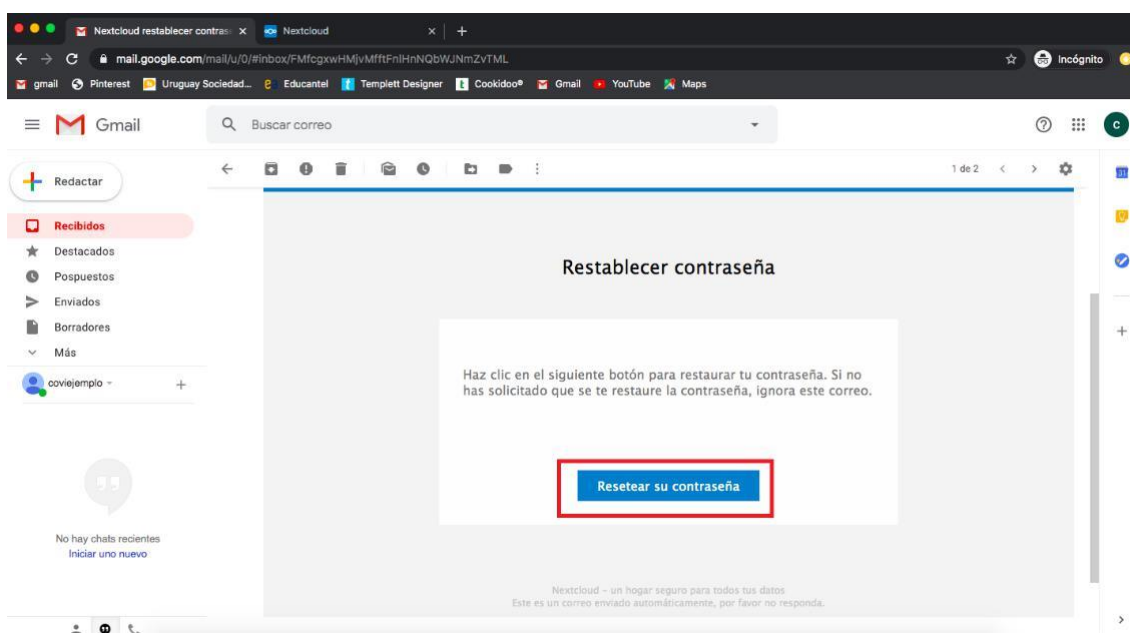 Nextcloud restablecer contras
Nextcloud
mail.google.com/mail/u/0/#inbox/FMfcgxwHMjvMfftFnlHnNQbWJNmZvTML
Incógnito
gmail
Pinterest
Uruguay Sociedad...
Educantel
Templett Designer
Cookidoo®
Gmail
YouTube
Maps
Gmail
Buscar correo
c
Redactar
1 de 2
31
Recibidos
Destacados
Pospuestos
Enviados
Borradores
Más
coviejemplo
Restablecer contraseña
Haz clic en el siguiente botón para restaurar tu contraseña. Si no
has solicitado que se te restaure la contraseña, ignora este correo.
Resetear su contraseña
No hay chats recientes
Iniciar uno nuevo
Nextcloud – un hogar seguro para todos tus datos
Este es un correo enviado automáticamente, por favor no responda.